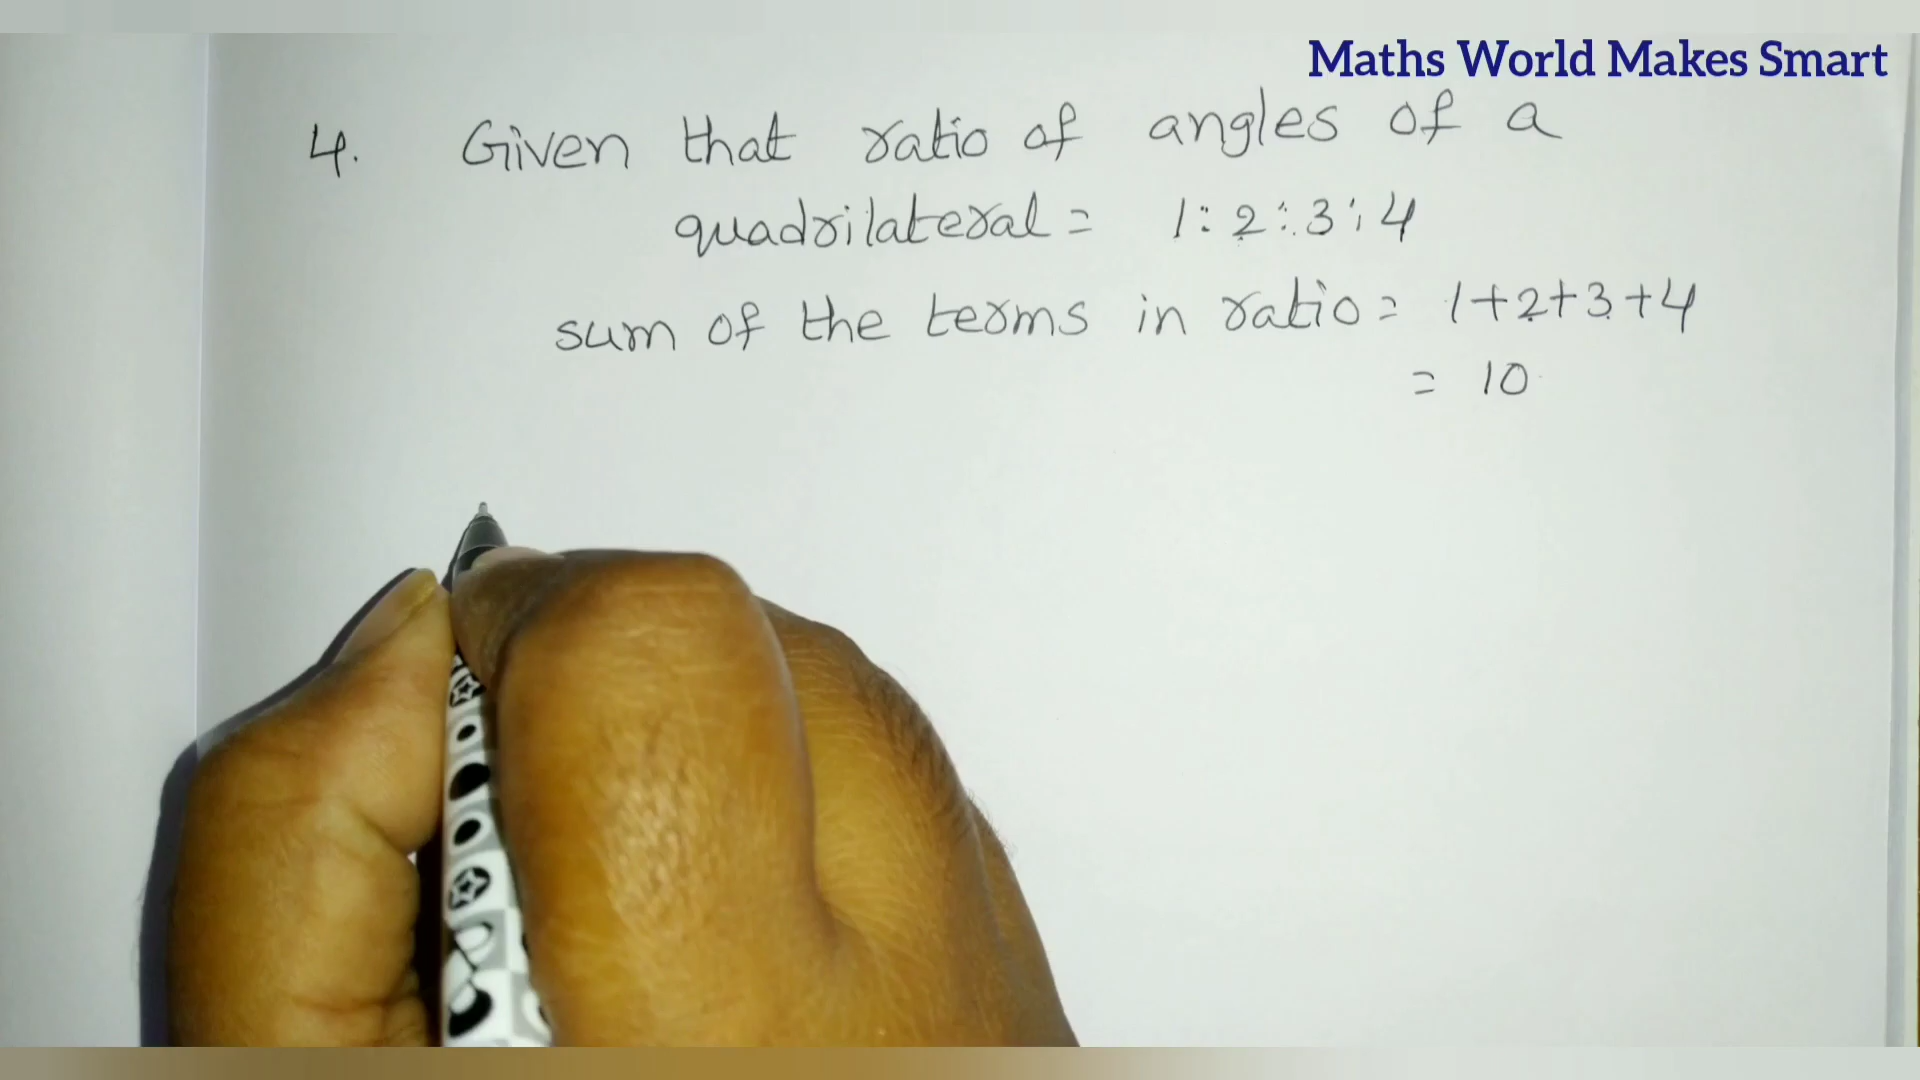 Maths World Makes Smart
4. Given that ratio of angles of a
quadrilateral = 1:2:3:4
sum of the terms in ratio = 1+2+3+4
= 10